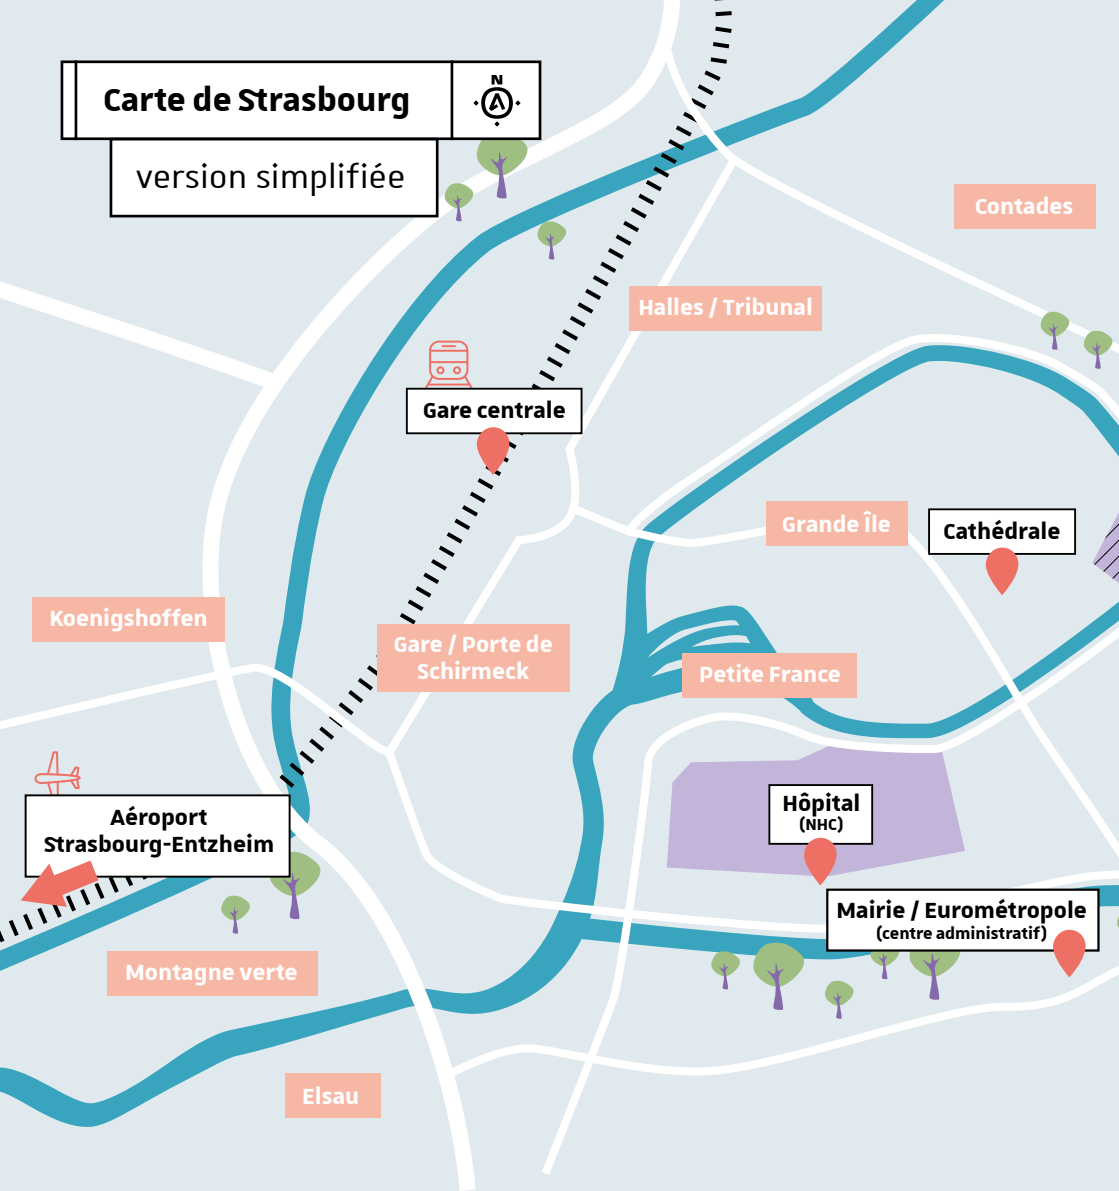 N
Carte de Strasbourg
version simplifiée
Contades
Halles / Tribunal
Gare centrale
Grande Île
Cathédrale
Koenigshoffen
Gare / Porte de
Schirmeck
Petite France
Aéroport
Strasbourg-Entzheim
Hôpital
(NHC)
Mairie / Eurométropole
(centre administratif)
Montagne verte
Elsau